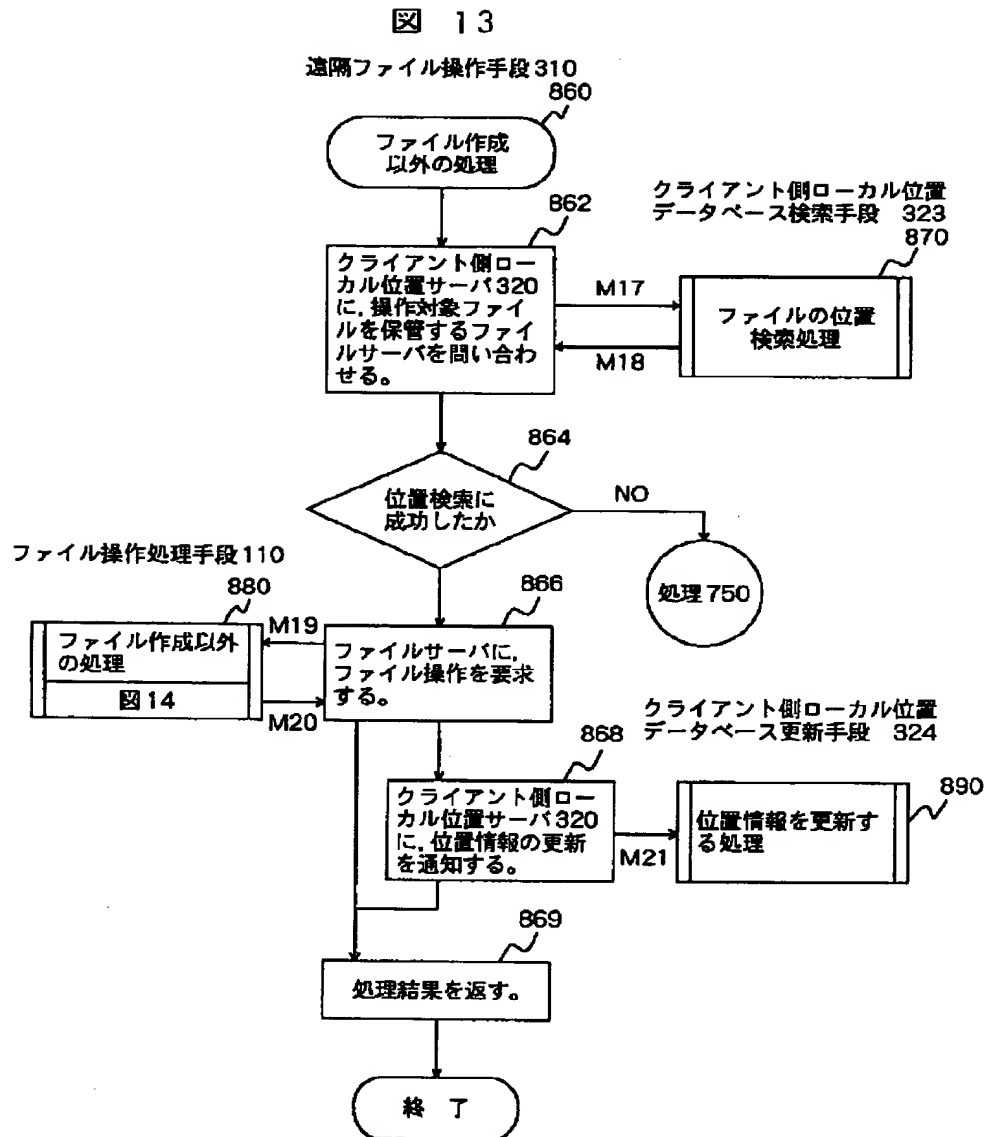 図 13
遠隔ファイル操作手段310
860
ファイル作成
以外の処理
862
クライアント側ロー
カル位置サーバ320
に,操作対象ファイ
ルを保管するファイ
ルサーバを問い合わ
せる。
M17
M18
クライアント側ローカル位置
データベース検索手段 323
870
ファイルの位置
検索処理
864
位置検索に
成功したか
NO
処理750
ファイル操作処理手段110
880
ファイル作成以外
の処理
図14
M19
M20
866
ファイルサーバに,
ファイル操作を要求
する。
クライアント側ローカル位置
データベース更新手段 324
868
クライアント側ロー
カル位置サーバ320
に,位置情報の更新
を通知する。
M21
890
位置情報を更新す
る処理
869
処理結果を返す。
終 了